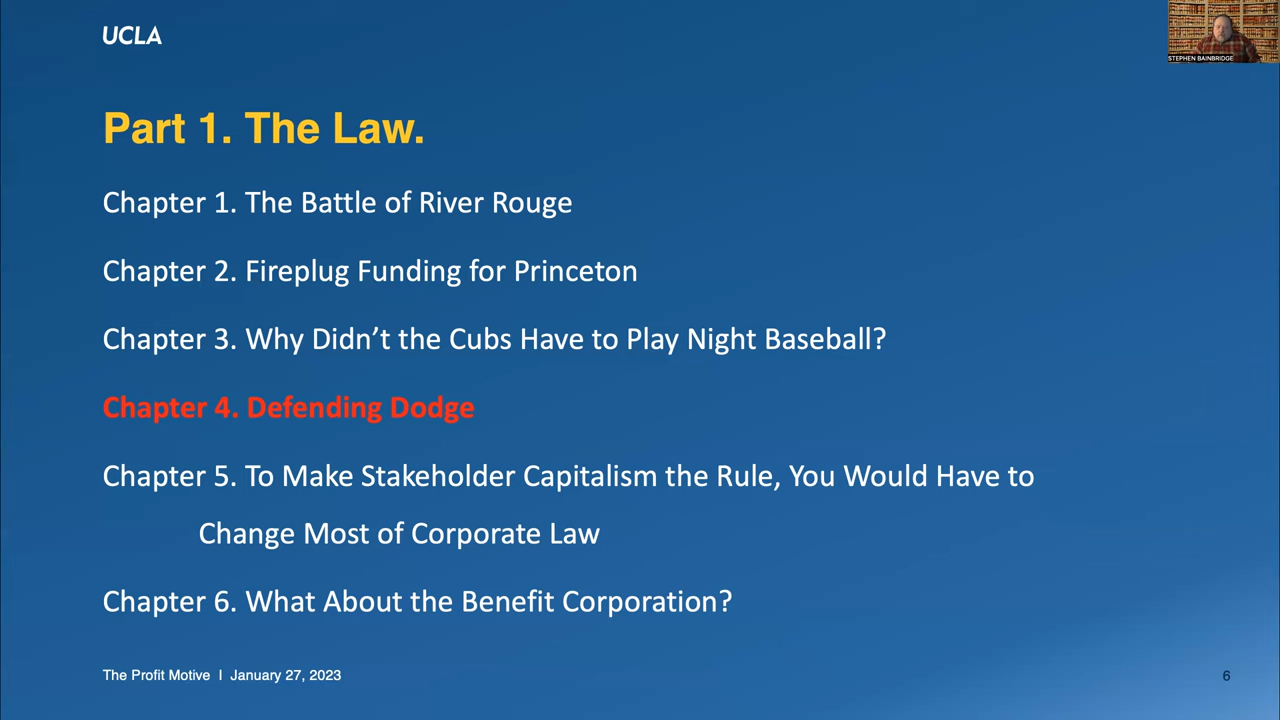 UCLA
STEPHEN BAINBRIDGE
Part 1. The Law.
Chapter 1. The Battle of River Rouge
Chapter 2. Fireplug Funding for Princeton
Chapter 3. Why Didn’t the Cubs Have to Play Night Baseball?
Chapter 4. Defending Dodge
Chapter 5. To Make Stakeholder Capitalism the Rule, You Would Have to
Change Most of Corporate Law
Chapter 6. What About the Benefit Corporation?
The Profit Motive I January 27, 2023
6